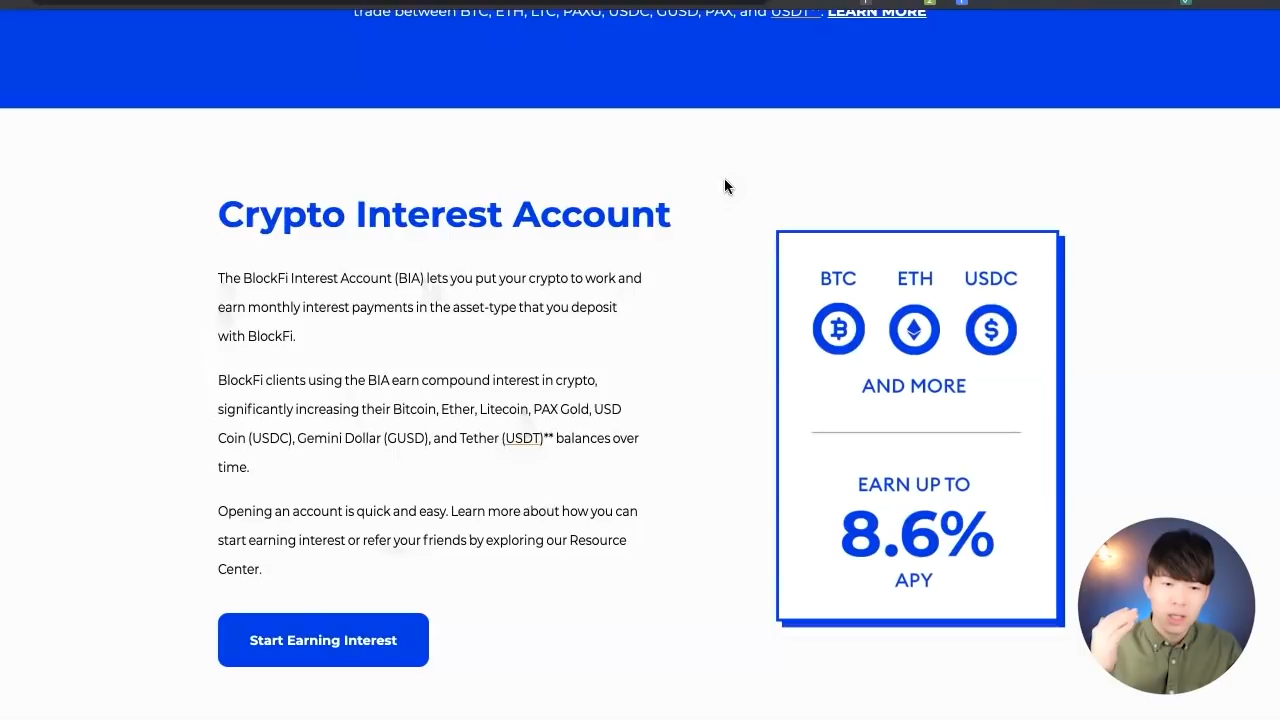 trade between BTC, ETH, LTC, PAXG, USDC, GUSD, PAX, and USDT**. LEARN MORE
Crypto Interest Account
The BlockFi Interest Account (BIA) lets you put your crypto to work and
earn monthly interest payments in the asset-type that you deposit
with BlockFi.
BlockFi clients using the BIA earn compound interest in crypto,
significantly increasing their Bitcoin, Ether, Litecoin, PAX Gold, USD
Coin (USDC), Gemini Dollar (GUSD), and Tether (USDT)** balances over
time.
Opening an account is quick and easy. Learn more about how you can
start earning interest or refer your friends by exploring our Resource
Center.
Start Earning Interest
BTC ETH USDC
AND MORE
EARN UP TO
8.6%
APY